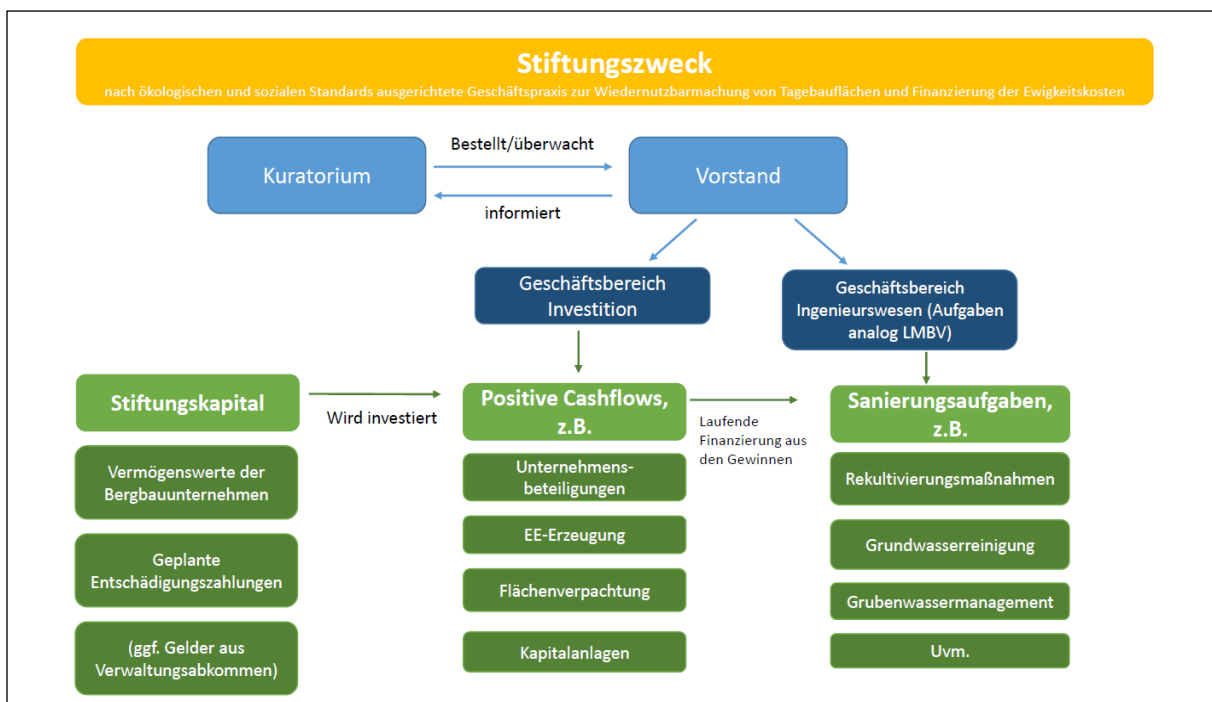 Stiftungszweck
nach ökologischen und sozialen Standards ausgerichtete Geschäftspraxis zur Wiedernutzbarmachung von Tagebauflächen und Finanzierung der Ewigkeitskosten
Kuratorium
Bestellt/überwacht
informiert
Vorstand
Geschäftsbereich
Investition
Geschäftsbereich
Ingenieurswesen (Aufgaben
analog LMBV)
Stiftungskapital
Wird investiert
Positive Cashflows,
z.B.
Laufende
Finanzierung aus
den Gewinnen
Sanierungsaufgaben,
z.B.
Vermögenswerte der
Bergbauunternehmen
Geplante
Entschädigungszahlungen
(ggf. Gelder aus
Verwaltungsabkommen)
Unternehmens-
beteiligungen
EE-Erzeugung
Flächenverpachtung
Kapitalanlagen
Rekultivierungsmaßnahmen
Grundwasserreinigung
Grubenwassermanagement
Uvm.